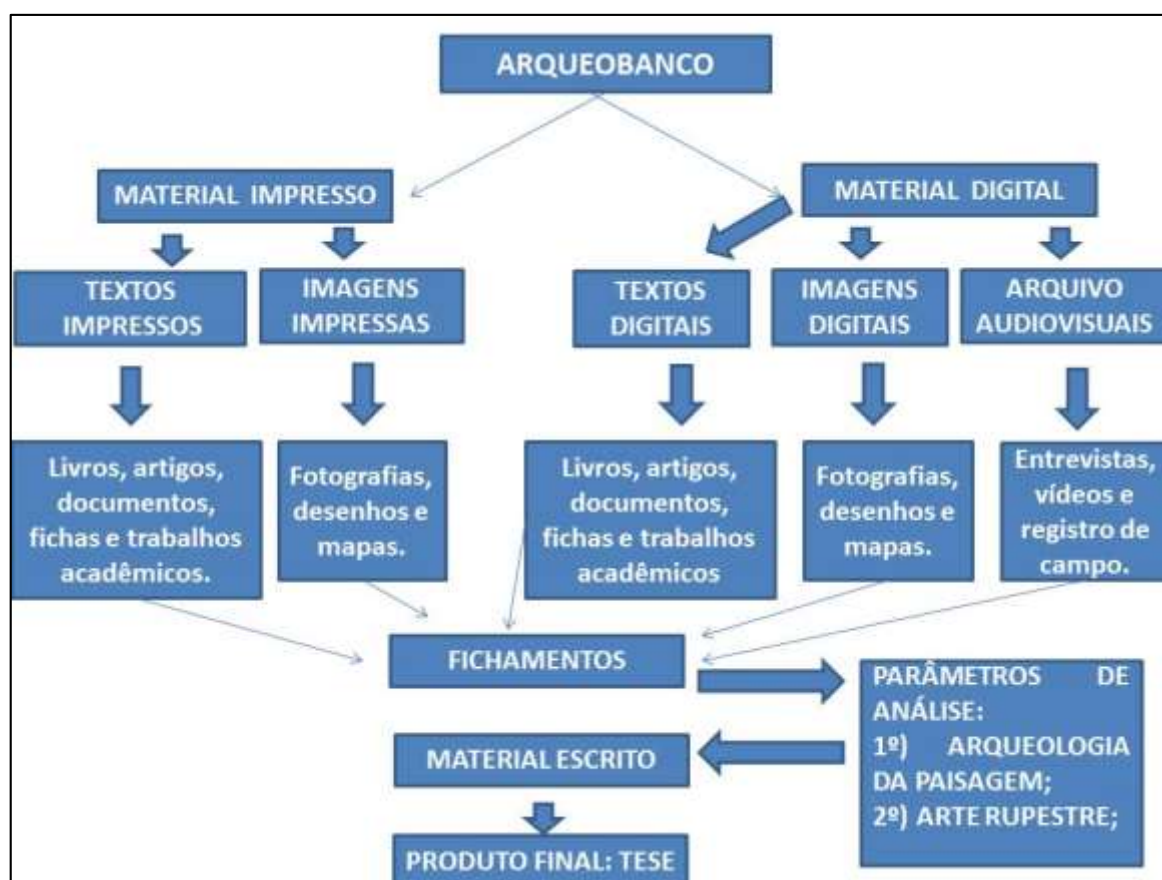 ARQUEOBANCO
MATERIAL IMPRESSO
MATERIAL DIGITAL
TEXTOS
IMPRESSOS
IMAGENS
IMPRESSAS
TEXTOS
DIGITAIS
IMAGENS
DIGITAIS
ARQUIVO
AUDIOVISUAIS
Livros, artigos,
documentos,
fichas e trabalhos
acadêmicos.
Fotografias,
desenhos e
mapas.
Livros, artigos,
documentos,
fichas e trabalhos
acadêmicos
Fotografias,
desenhos e
mapas.
Entrevistas,
vídeos e
registro de
campo.
FICHAMENTOS
PARÂMETROS DE
ANÁLISE:
1º) ARQUEOLOGIA
DA PAISAGEM;
2º) ARTE RUPESTRE;
MATERIAL ESCRITO
PRODUTO FINAL: TESE